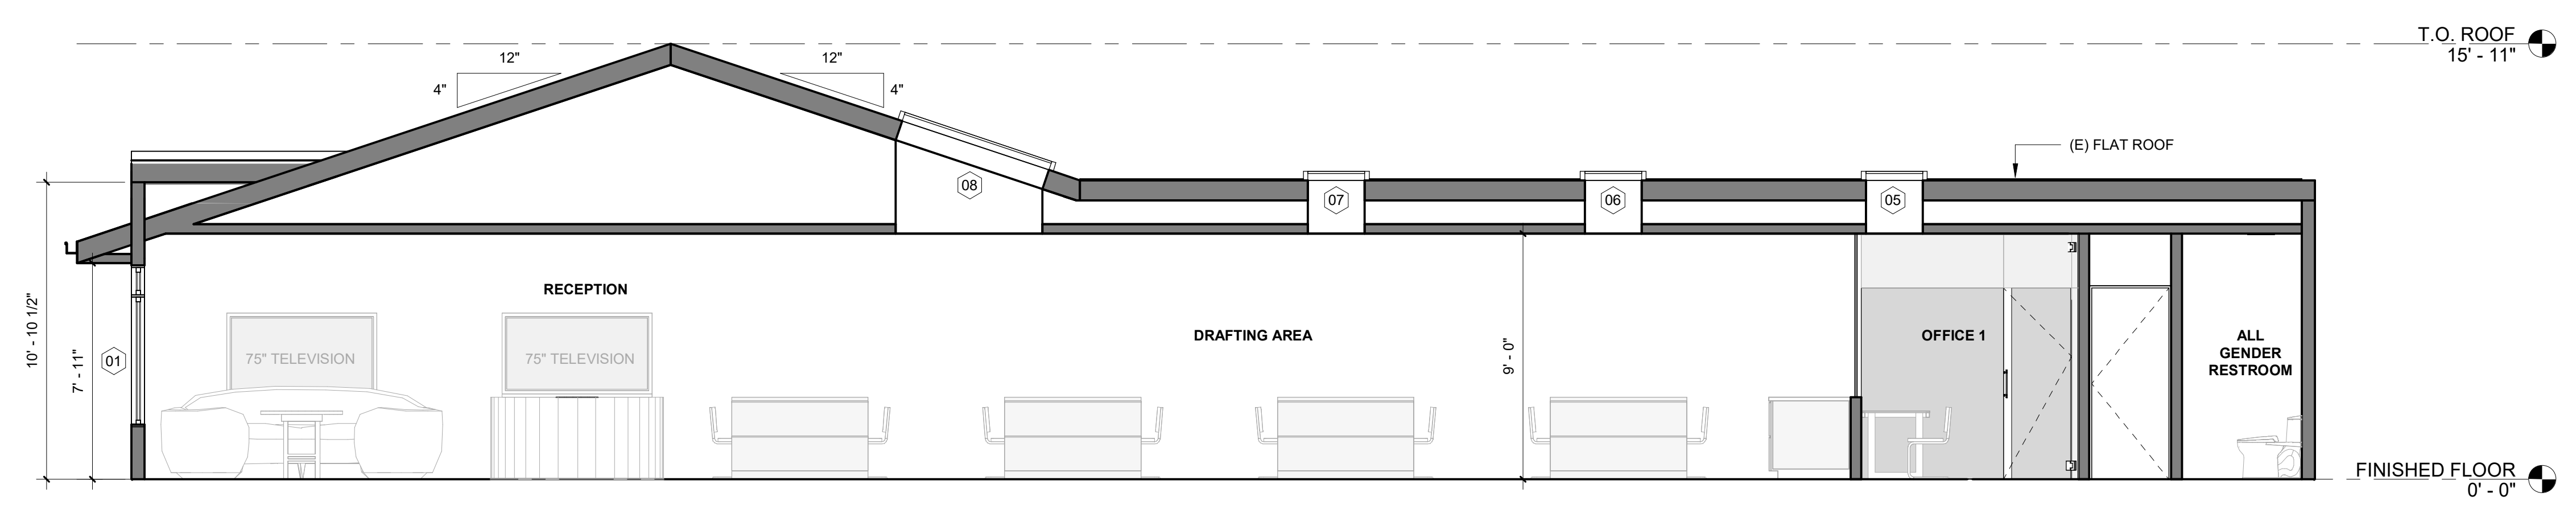 T.O. ROOF
15' - 11"
12"
12"
4"
4"
(E) FLAT ROOF
08
07
06
05
RECEPTION
10' - 10 1/2"
7' - 11"
01
75" TELEVISION
75" TELEVISION
DRAFTING AREA
9' - 0"
OFFICE 1
ALL
GENDER
RESTROOM
FINISHED FLOOR
0' - 0"